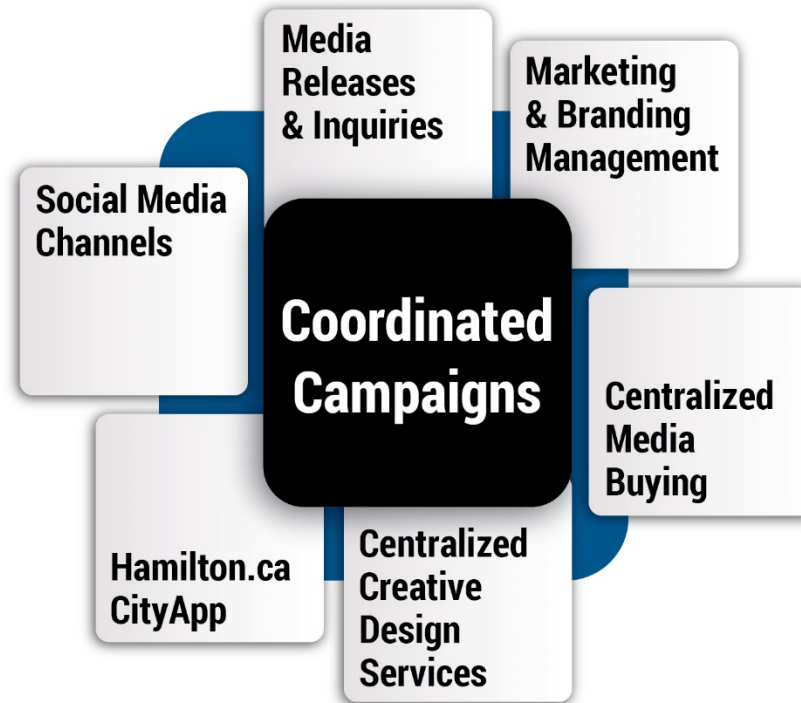 Media
Releases
& Inquiries
Marketing
& Branding
Management
Social Media
Channels
Coordinated
Campaigns
Centralized
Media
Buying
Hamilton.ca
CityApp
Centralized
Creative
Design
Services